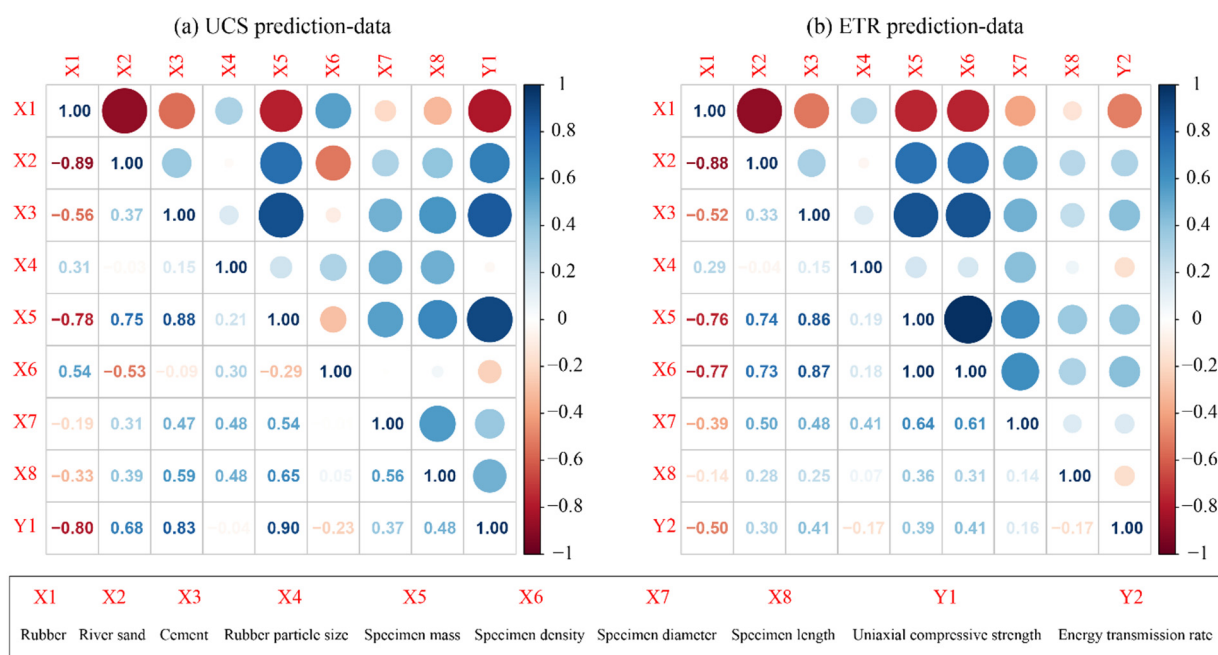 (a) UCS prediction-data
X1 X2 X3 X4 X5 X6 X7 X8 Y1
X1 1.00
X2 −0.89 1.00
X3 −0.56 0.37 1.00
X4 0.31 −0.03 0.15 1.00
X5 −0.78 0.75 0.88 0.21 1.00
X6 0.54 −0.53 −0.09 0.30 −0.29 1.00
X7 −0.19 0.31 0.47 0.48 0.54 1.00
X8 −0.33 0.39 0.59 0.48 0.65 0.05 0.56 1.00
Y1 −0.80 0.68 0.83 −0.04 0.90 −0.23 0.37 0.48 1.00
1
0.8
0.6
0.4
0.2
0
−0.2
−0.4
−0.6
−0.8
−1
(b) ETR prediction-data
X1 X2 X3 X4 X5 X6 X7 X8 Y2
X1 1.00
X2 −0.88 1.00
X3 −0.52 0.33 1.00
X4 0.29 −0.04 0.15 1.00
X5 −0.76 0.74 0.86 0.19 1.00
X6 −0.77 0.73 0.87 0.18 1.00 1.00
X7 −0.39 0.50 0.48 0.41 0.64 0.61 1.00
X8 −0.14 0.28 0.25 0.07 0.36 0.31 0.14 1.00
Y2 −0.50 0.30 0.41 −0.17 0.39 0.41 0.16 −0.17 1.00
1
0.8
0.6
0.4
0.2
0
−0.2
−0.4
−0.6
−0.8
−1
X1 X2 X3 X4 X5 X6 X7 X8 Y1 Y2
Rubber River sand Cement Rubber particle size Specimen mass Specimen density Specimen diameter Specimen length Uniaxial compressive strength Energy transmission rate